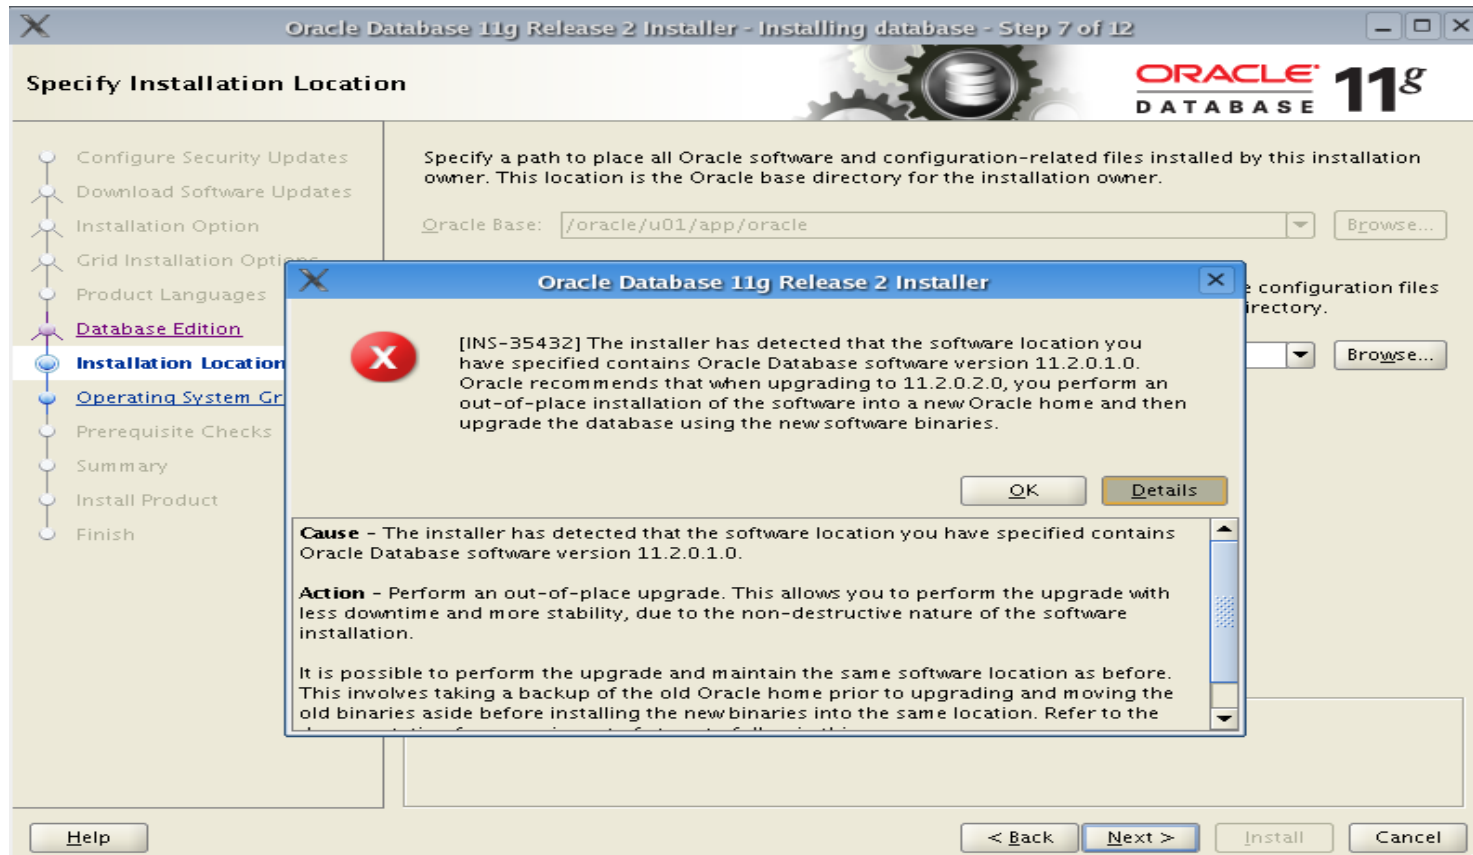 Oracle Database 11g Release 2 Installer - Installing database - Step 7 of 12
Specify Installation Location
ORACLE DATABASE 11g
Configure Security Updates
Download Software Updates
Installation Option
Grid Installation Options
Product Languages
Database Edition
Installation Location
Operating System Gr
Prerequisite Checks
Summary
Install Product
Finish
Specify a path to place all Oracle software and configuration-related files installed by this installation
owner. This location is the Oracle base directory for the installation owner.
Oracle Base: /oracle/u01/app/oracle Browse...
configuration files
irectory.
Browse...
Oracle Database 11g Release 2 Installer
[INS-35432] The installer has detected that the software location you
have specified contains Oracle Database software version 11.2.0.1.0.
Oracle recommends that when upgrading to 11.2.0.2.0, you perform an
out-of-place installation of the software into a new Oracle home and then
upgrade the database using the new software binaries.
OK Details
Cause - The installer has detected that the software location you have specified contains
Oracle Database software version 11.2.0.1.0.
Action - Perform an out-of-place upgrade. This allows you to perform the upgrade with
less downtime and more stability, due to the non-destructive nature of the software
installation.
It is possible to perform the upgrade and maintain the same software location as before.
This involves taking a backup of the old Oracle home prior to upgrading and moving the
old binaries aside before installing the new binaries into the same location. Refer to the
Help < Back Next > Install Cancel